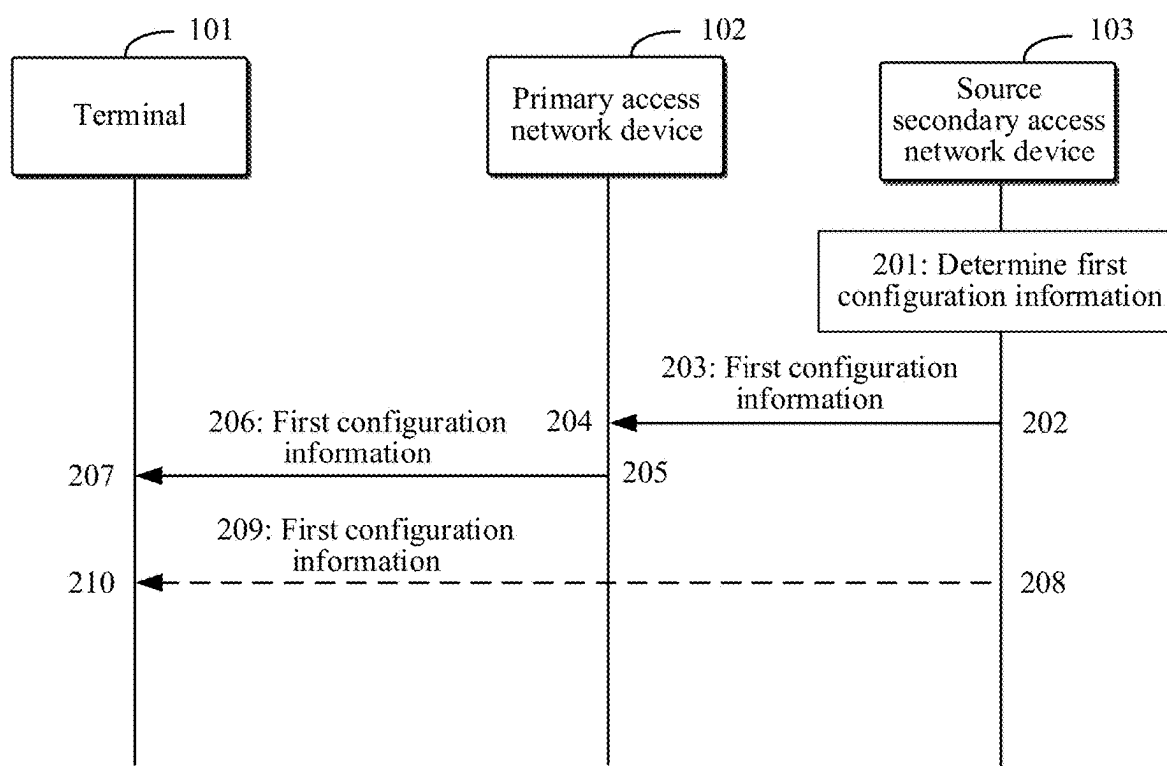 101
102
103
Terminal
Primary access
network device
Source
secondary access
network device
201: Determine first
configuration information
203: First configuration
information
204
202
206: First configuration
information
207
205
209: First configuration
information
210
208